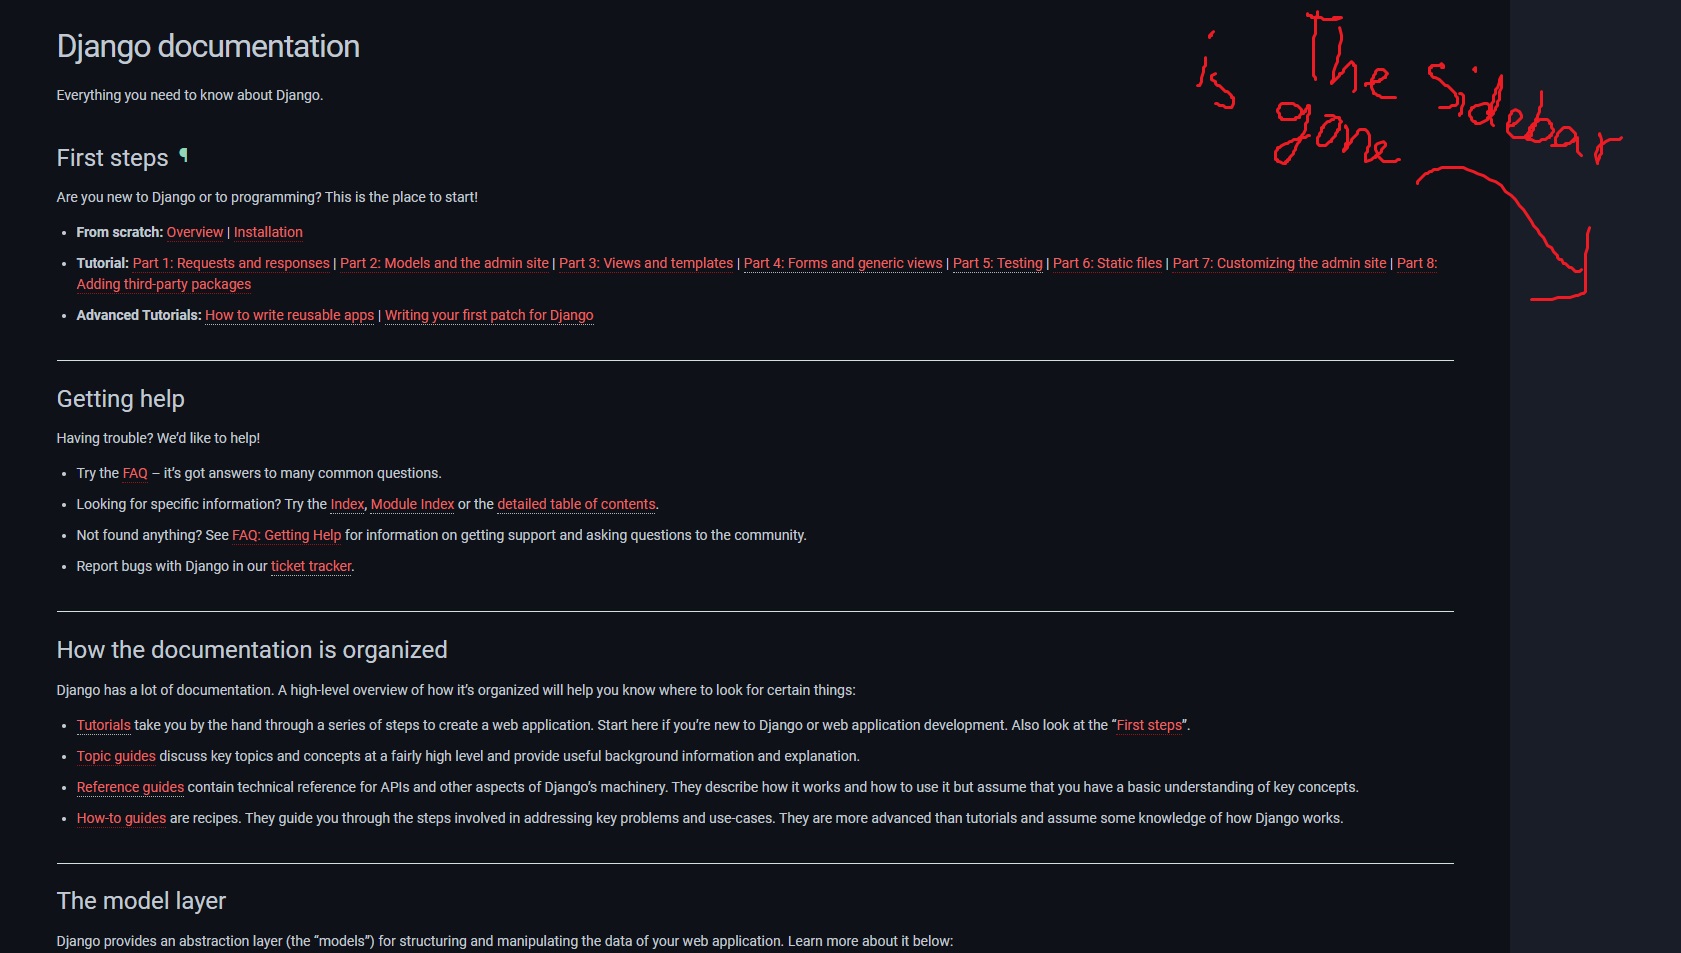 Django documentation
is The sidebar
gone
Everything you need to know about Django.
First steps ¶
Are you new to Django or to programming? This is the place to start!
• From scratch: Overview | Installation
• Tutorial: Part 1: Requests and responses | Part 2: Models and the admin site | Part 3: Views and templates | Part 4: Forms and generic views | Part 5: Testing | Part 6: Static files | Part 7: Customizing the admin site | Part 8:
Adding third-party packages
• Advanced Tutorials: How to write reusable apps | Writing your first patch for Django
Getting help
Having trouble? We’d like to help!
• Try the FAQ – it’s got answers to many common questions.
• Looking for specific information? Try the Index, Module Index or the detailed table of contents.
• Not found anything? See FAQ: Getting Help for information on getting support and asking questions to the community.
• Report bugs with Django in our ticket tracker.
How the documentation is organized
Django has a lot of documentation. A high-level overview of how it’s organized will help you know where to look for certain things:
• Tutorials take you by the hand through a series of steps to create a web application. Start here if you’re new to Django or web application development. Also look at the “First steps”.
• Topic guides discuss key topics and concepts at a fairly high level and provide useful background information and explanation.
• Reference guides contain technical reference for APIs and other aspects of Django’s machinery. They describe how it works and how to use it but assume that you have a basic understanding of key concepts.
• How-to guides are recipes. They guide you through the steps involved in addressing key problems and use-cases. They are more advanced than tutorials and assume some knowledge of how Django works.
The model layer
Django provides an abstraction layer (the “models”) for structuring and manipulating the data of your web application. Learn more about it below: